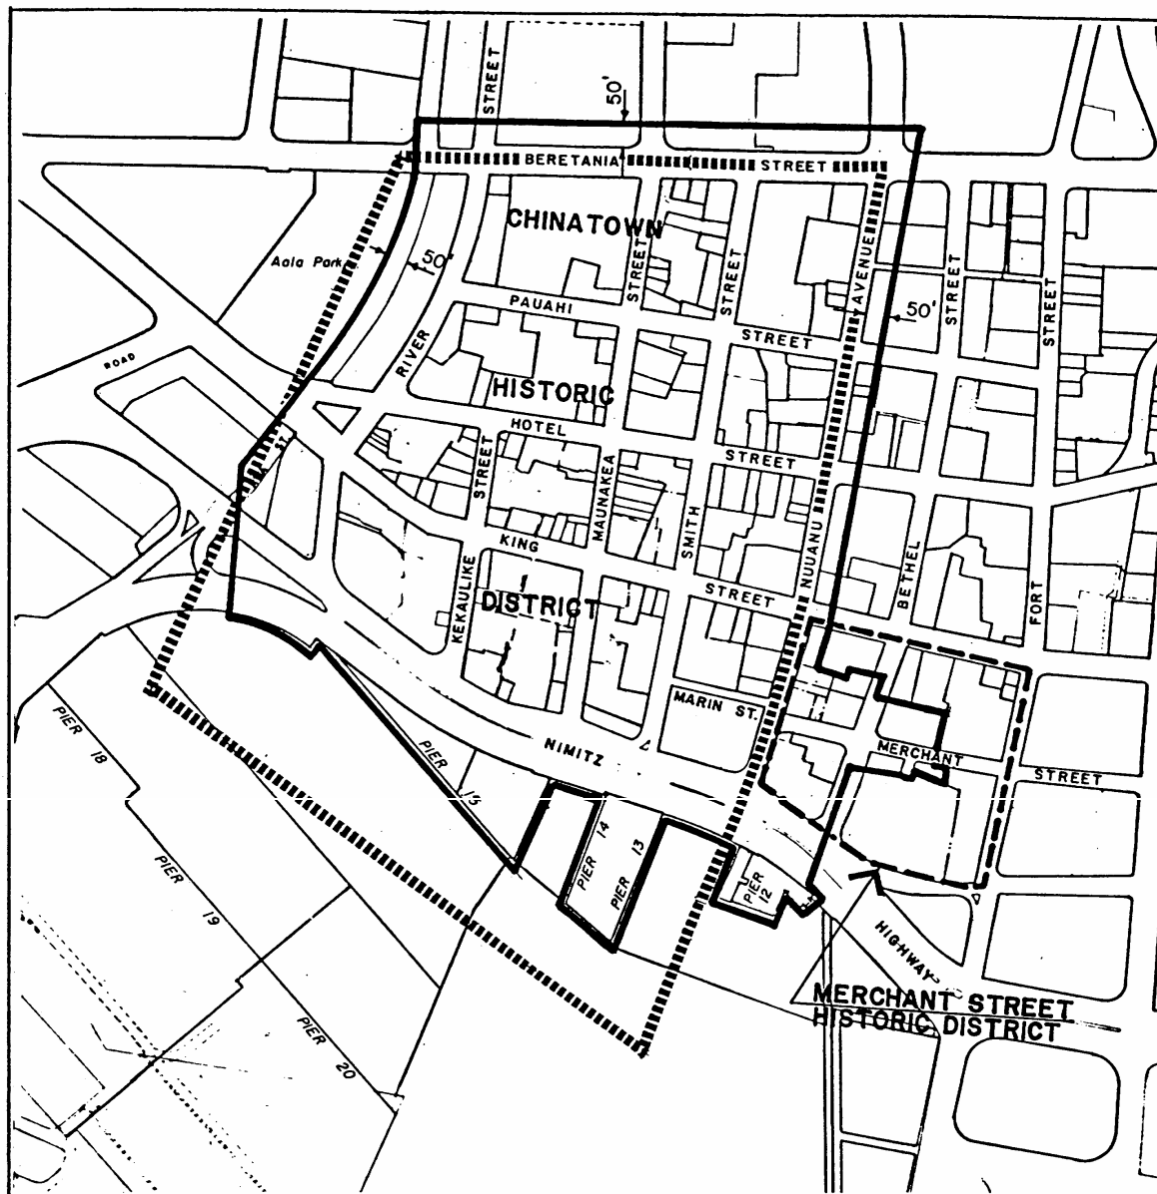 STREET
50'
BERETANIA STREET
CHINATOWN
Aala Park
50'
STREET
STREET
AVENUE
STREET
STREET
50'
PAUAHI STREET
ROAD
RIVER
HISTORIC
HOTEL STREET
ST.
STREET
MAUNAKEA
SMITH
NUUANU
KING STREET
BETHEL
FORT
KEKAULIKE
DISTRICT
MARIN ST.
NIMITZ
MERCHANT STREET
PIER 18
PIER 15
PIER 14
PIER 13
PIER 12
PIER 19
HIGHWAY
MERCHANT STREET
HISTORIC DISTRICT
PIER 20